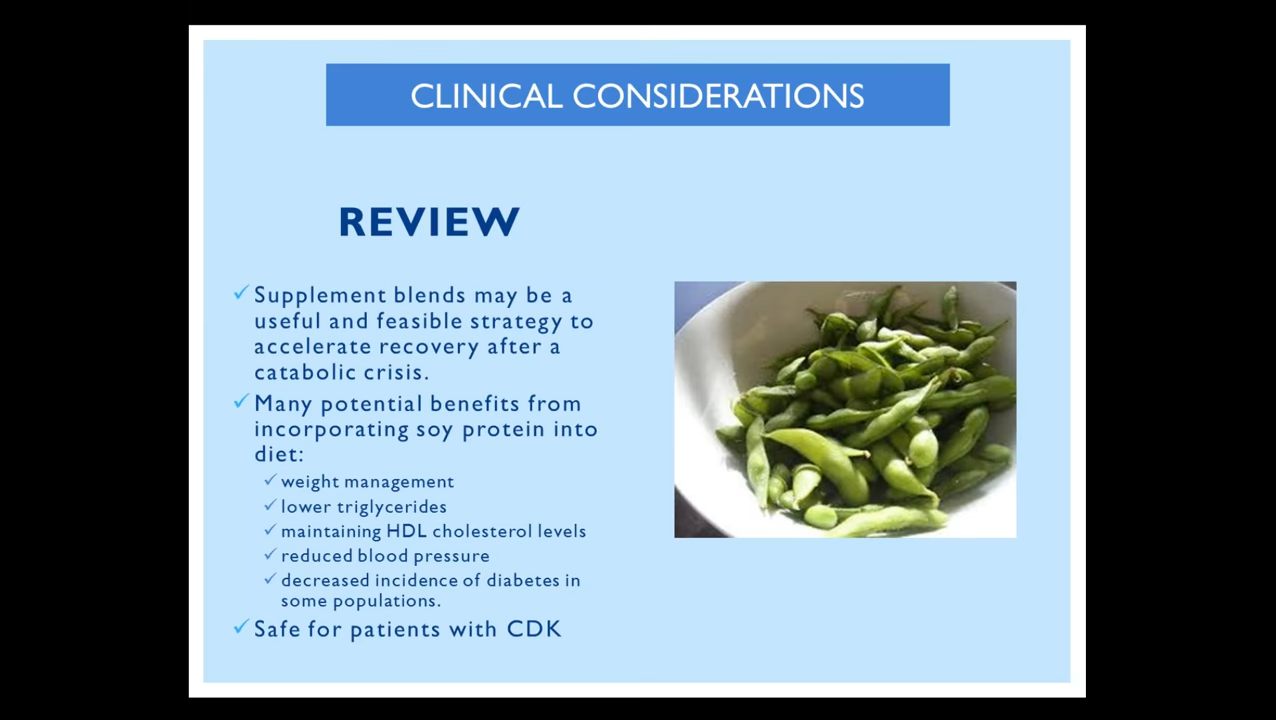 CLINICAL CONSIDERATIONS
REVIEW
Supplement blends may be a
useful and feasible strategy to
accelerate recovery after a
catabolic crisis.
Many potential benefits from
incorporating soy protein into
diet:
weight management
lower triglycerides
maintaining HDL cholesterol levels
reduced blood pressure
decreased incidence of diabetes in
some populations.
Safe for patients with CDK